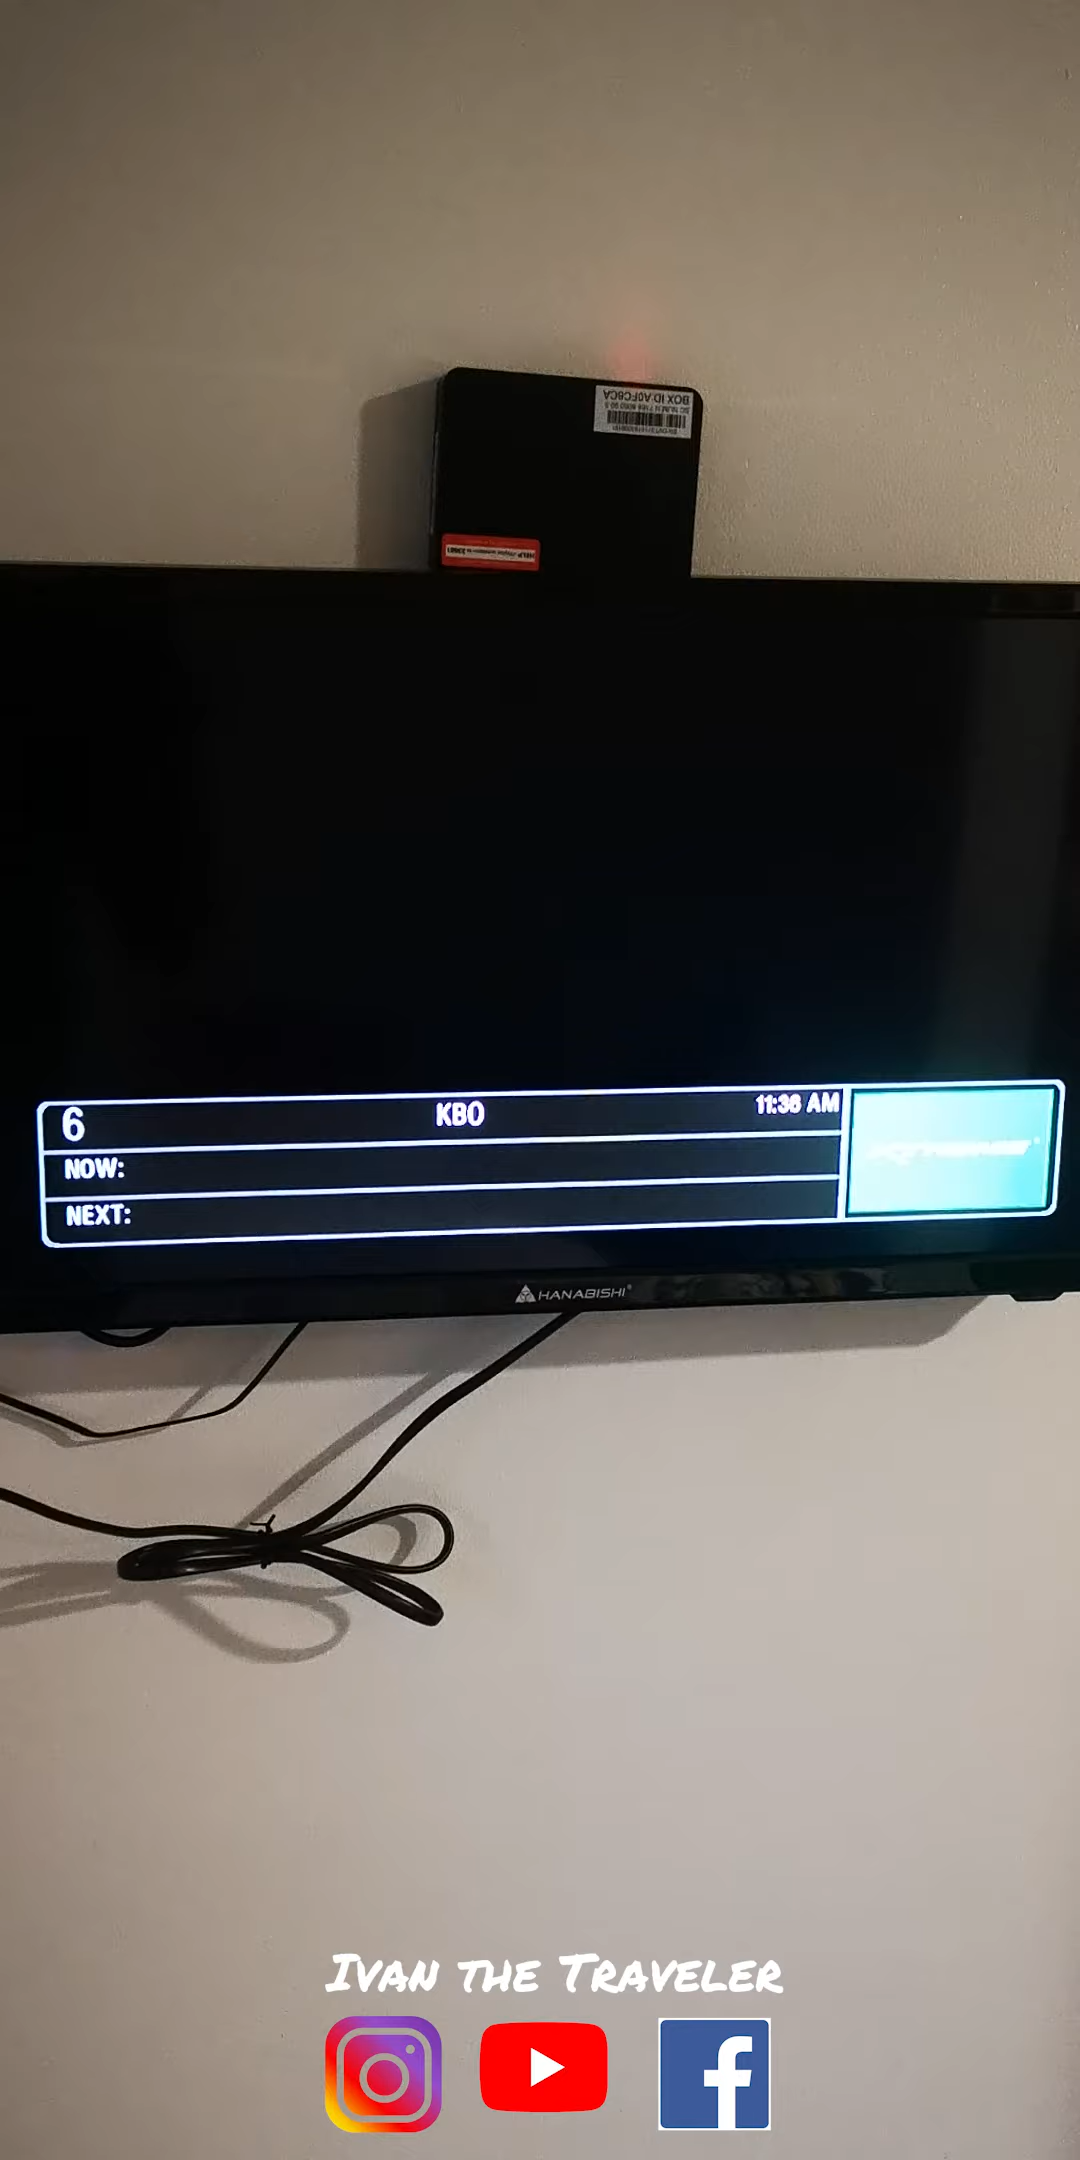 BOX ID A0FC6CA
6
KBO
11:36 AM
NOW:
NEXT:
HANABISHI
IVAN THE TRAVELER